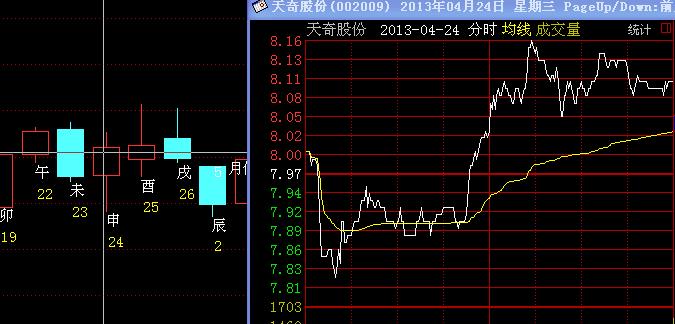 天奇股份(002009) 2013年04月24日 星期三 PageUp/Down:前
天奇股份 2013-04-24 分时 均线 成交量 统计
8.16
8.13
8.11
8.08
8.05
8.02
8.00
7.97
7.94
7.92
7.89
7.86
7.83
7.81
1703
午
22
未
23
申
24
酉
25
戌
26
辰
2
5 月份
卯
19